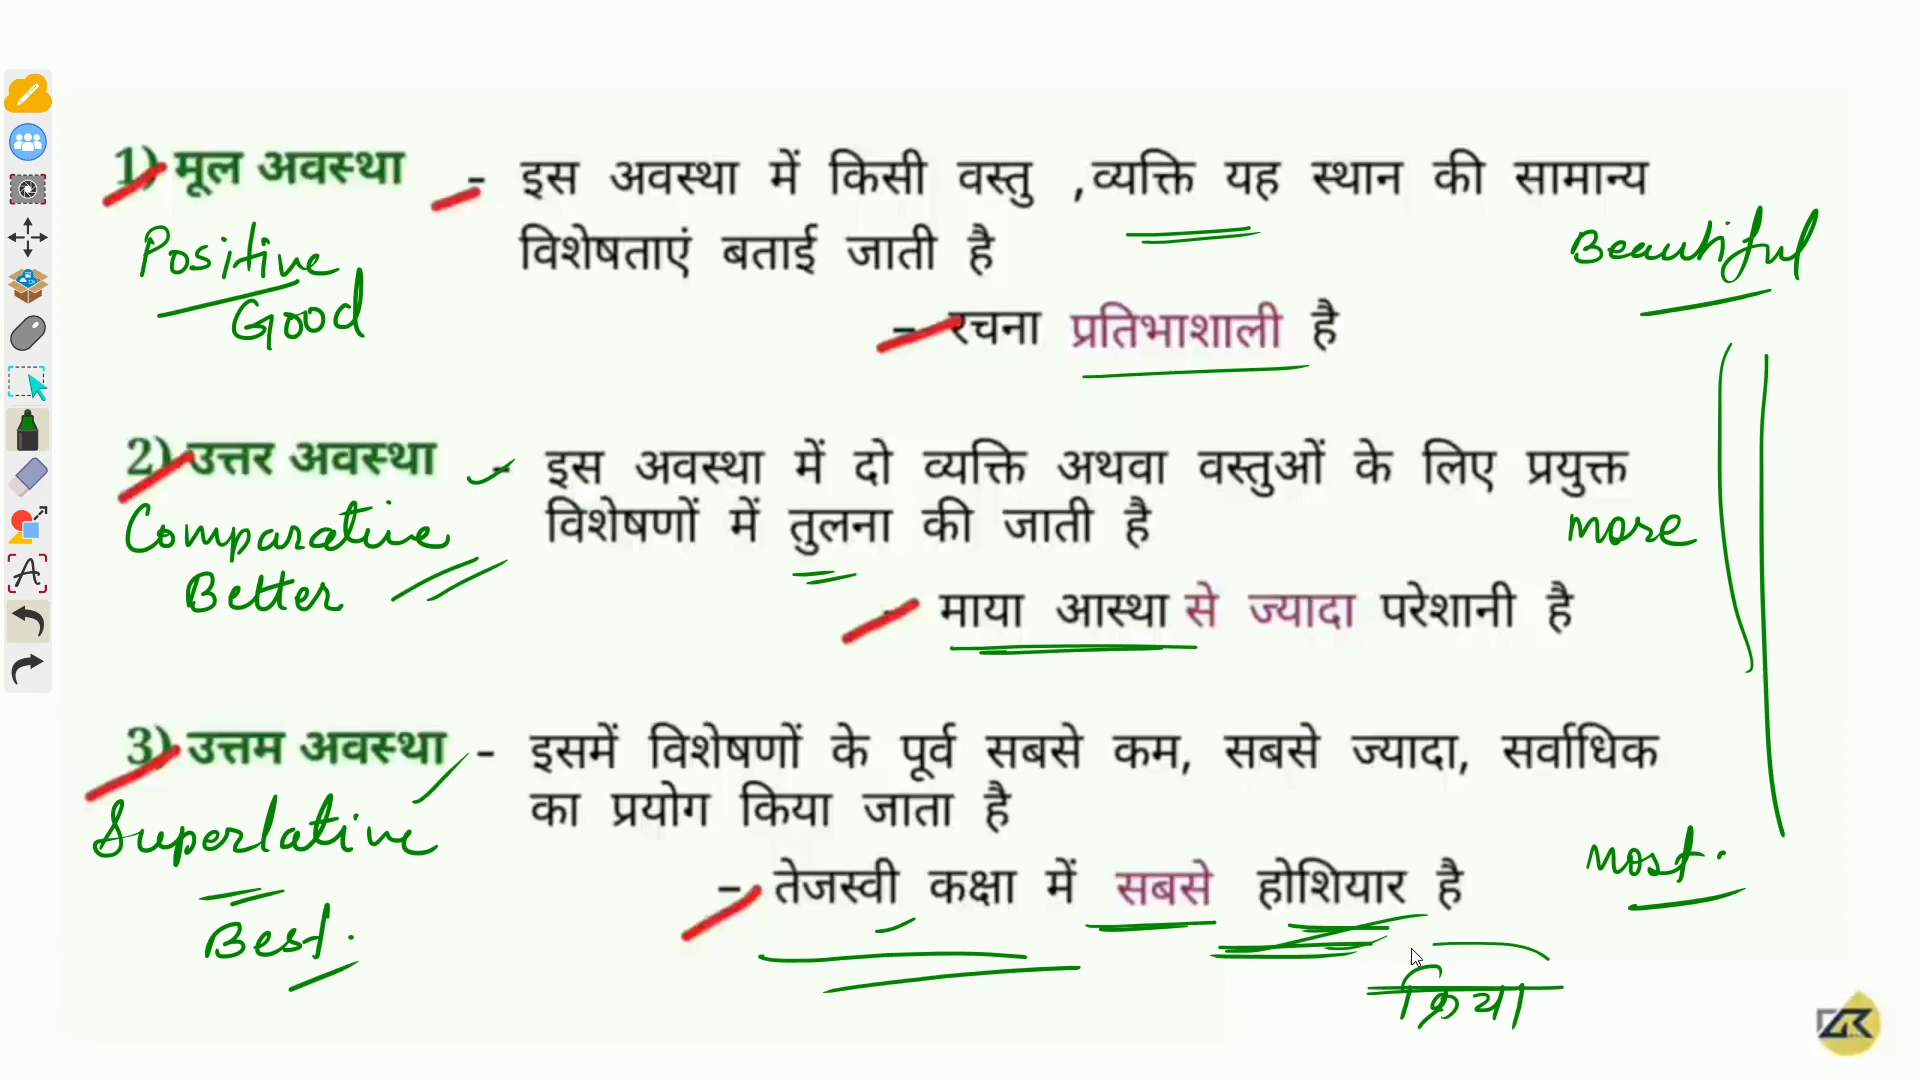 1) मूल अवस्था - इस अवस्था में किसी वस्तु ,व्यक्ति यह स्थान की सामान्य
विशेषताएं बताई जाती है
Positive
Good
Beautiful
– रचना प्रतिभाशाली है
2) उत्तर अवस्था - इस अवस्था में दो व्यक्ति अथवा वस्तुओं के लिए प्रयुक्त
विशेषणों में तुलना की जाती है
Comparative
Better
more
- माया आस्था से ज्यादा परेशानी है
3) उत्तम अवस्था - इसमें विशेषणों के पूर्व सबसे कम, सबसे ज्यादा, सर्वाधिक
का प्रयोग किया जाता है
Superlative
Best.
most.
– तेजस्वी कक्षा में सबसे होशियार है
क्रिया